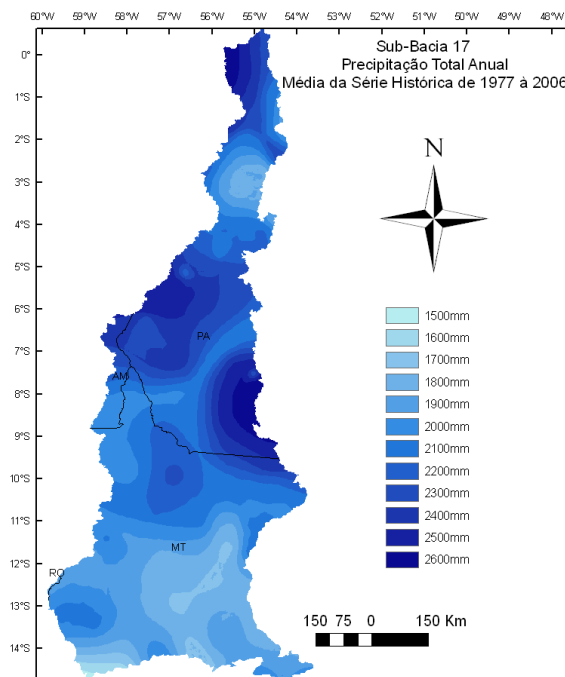 60°W 59°W 58°W 57°W 56°W 55°W 54°W 53°W 52°W 51°W 50°W 49°W 48°W
Sub-Bacia 17
Precipitação Total Anual
Média da Série Histórica de 1977 à 2006
0°
1°S
2°S
3°S
4°S
5°S
6°S
7°S
8°S
9°S
10°S
11°S
12°S
13°S
14°S
N
PA
AM
MT
RO
1500mm
1600mm
1700mm
1800mm
1900mm
2000mm
2100mm
2200mm
2300mm
2400mm
2500mm
2600mm
150 75 0 150 Km